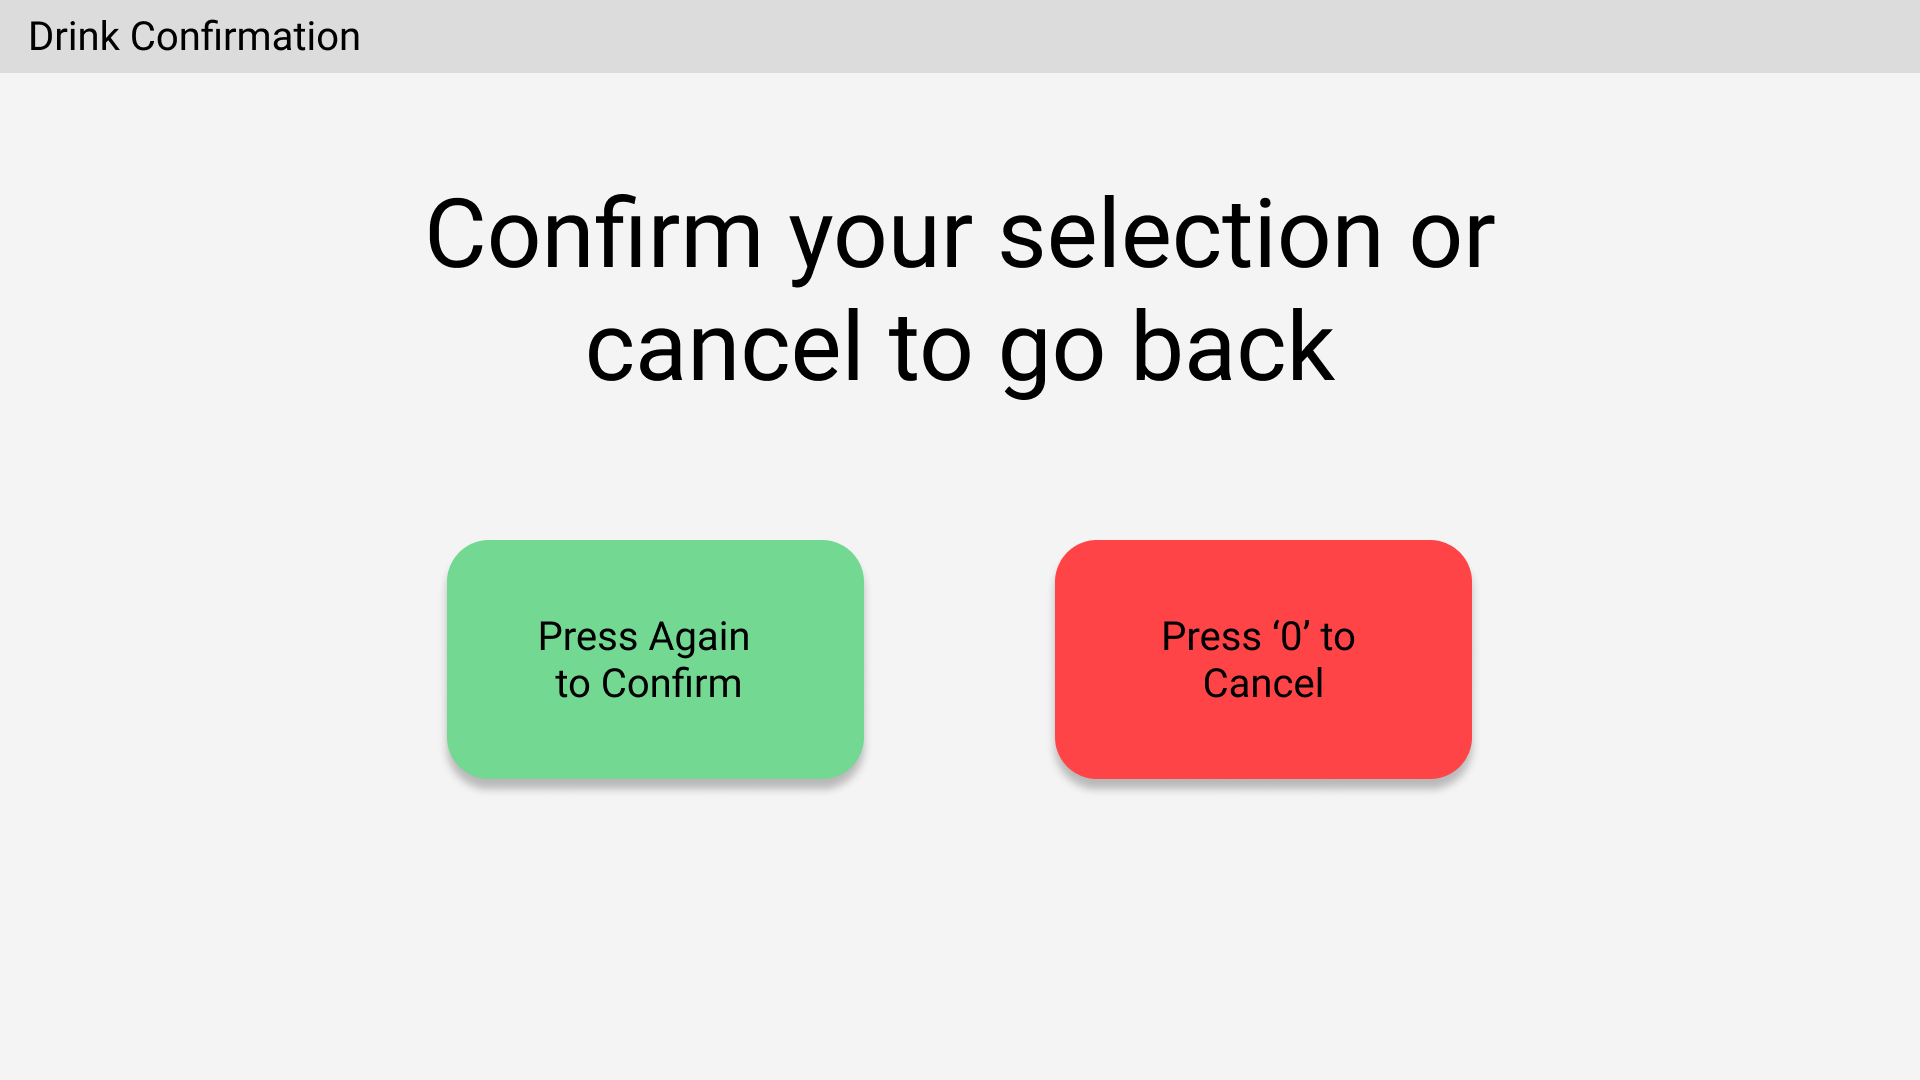 Drink Confirmation
Confirm your selection or
cancel to go back
Press Again
to Confirm
Press ‘0’ to
Cancel